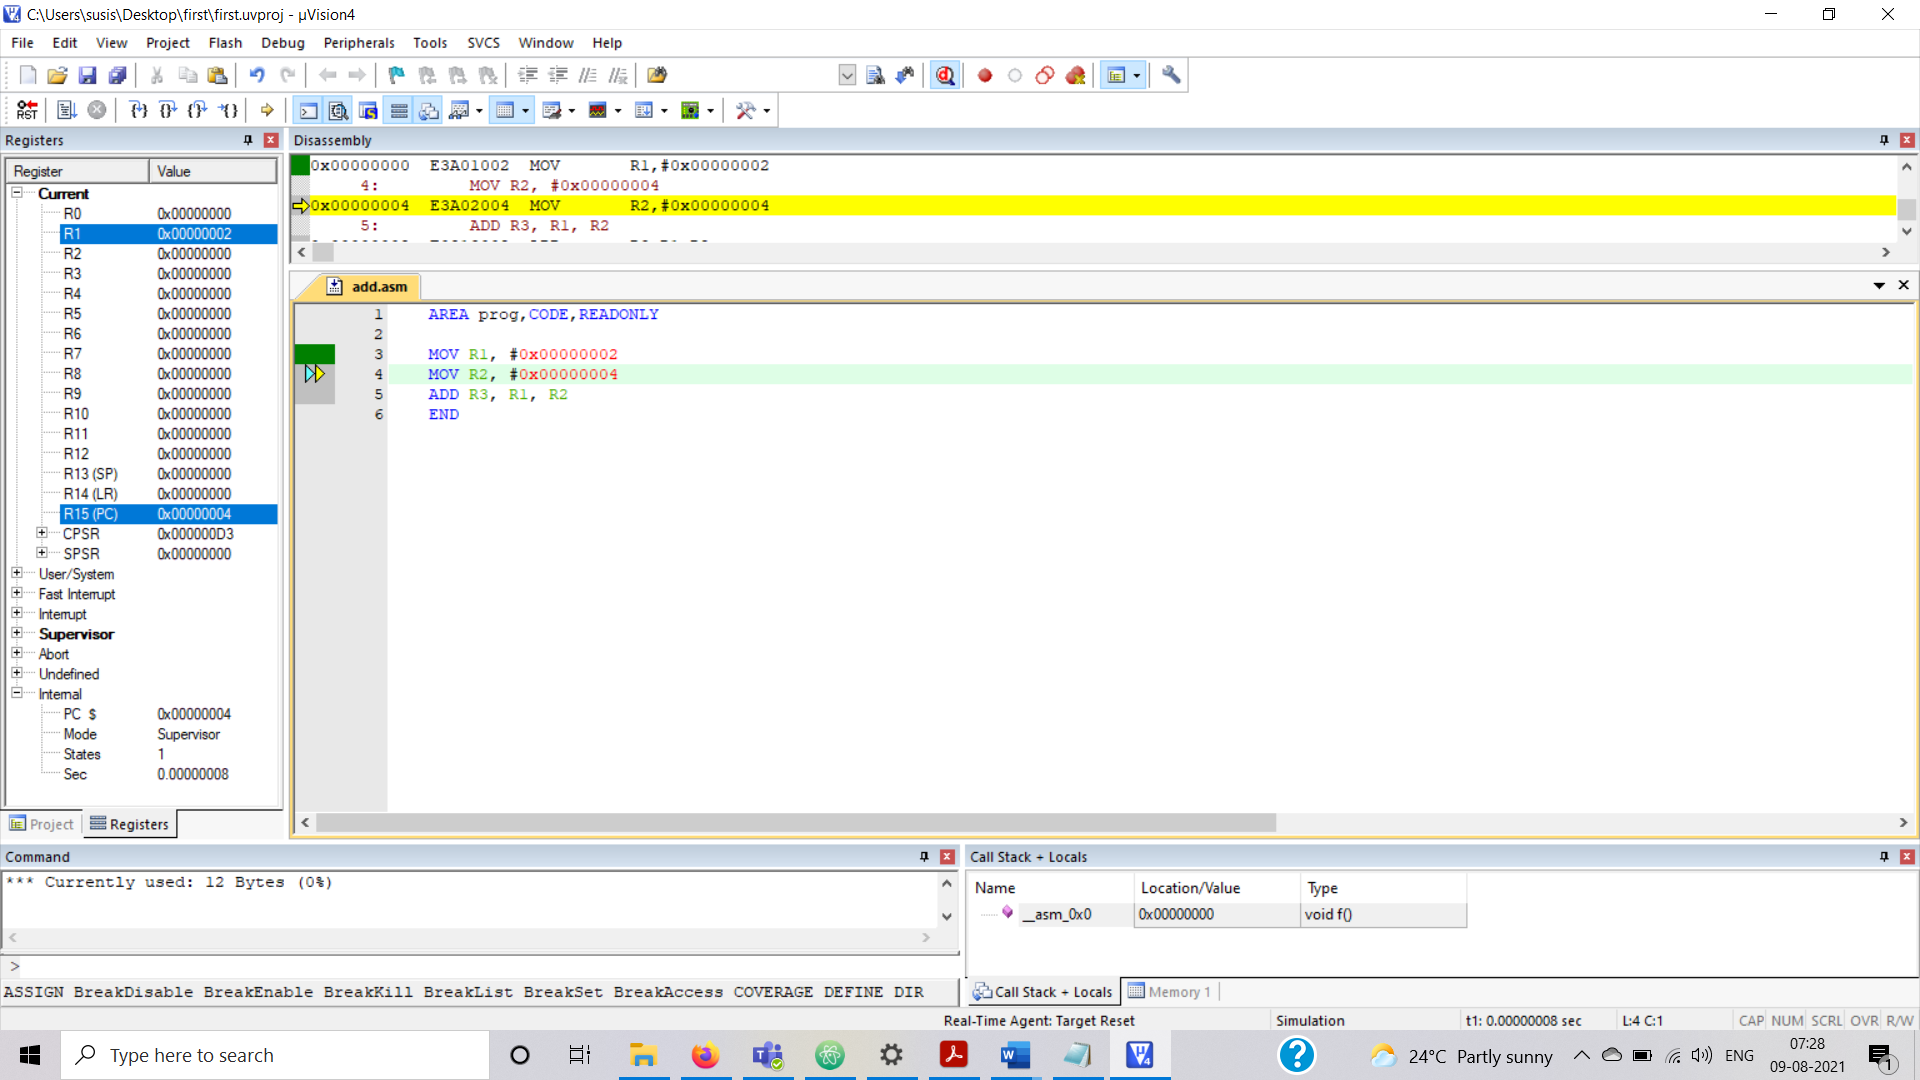 C:\Users\susis\Desktop\first\first.uvproj - µVision4
File Edit View Project Flash Debug Peripherals Tools SVCS Window Help
RST
Registers
Register Value
Current
R0 0x00000000
R1 0x00000002
R2 0x00000000
R3 0x00000000
R4 0x00000000
R5 0x00000000
R6 0x00000000
R7 0x00000000
R8 0x00000000
R9 0x00000000
R10 0x00000000
R11 0x00000000
R12 0x00000000
R13 (SP) 0x00000000
R14 (LR) 0x00000000
R15 (PC) 0x00000004
CPSR 0x000000D3
SPSR 0x00000000
User/System
Fast Interrupt
Interrupt
Supervisor
Abort
Undefined
Internal
PC $ 0x00000004
Mode Supervisor
States 1
Sec 0.00000008
Project Registers
Disassembly
0x00000000 E3A01002 MOV R1,#0x00000002
4: MOV R2, #0x00000004
0x00000004 E3A02004 MOV R2,#0x00000004
5: ADD R3, R1, R2
add.asm
1 AREA prog,CODE,READONLY
2
3 MOV R1, #0x00000002
4 MOV R2, #0x00000004
5 ADD R3, R1, R2
6 END
Command
*** Currently used: 12 Bytes (0%)
>
ASSIGN BreakDisable BreakEnable BreakKill BreakList BreakSet BreakAccess COVERAGE DEFINE DIR
Call Stack + Locals
Name Location/Value Type
__asm_0x0 0x00000000 void f()
Call Stack + Locals Memory 1
Real-Time Agent: Target Reset Simulation t1: 0.00000008 sec L:4 C:1 CAP NUM SCRL OVR R/W
Type here to search
24°C Partly sunny
ENG
07:28
09-08-2021
1